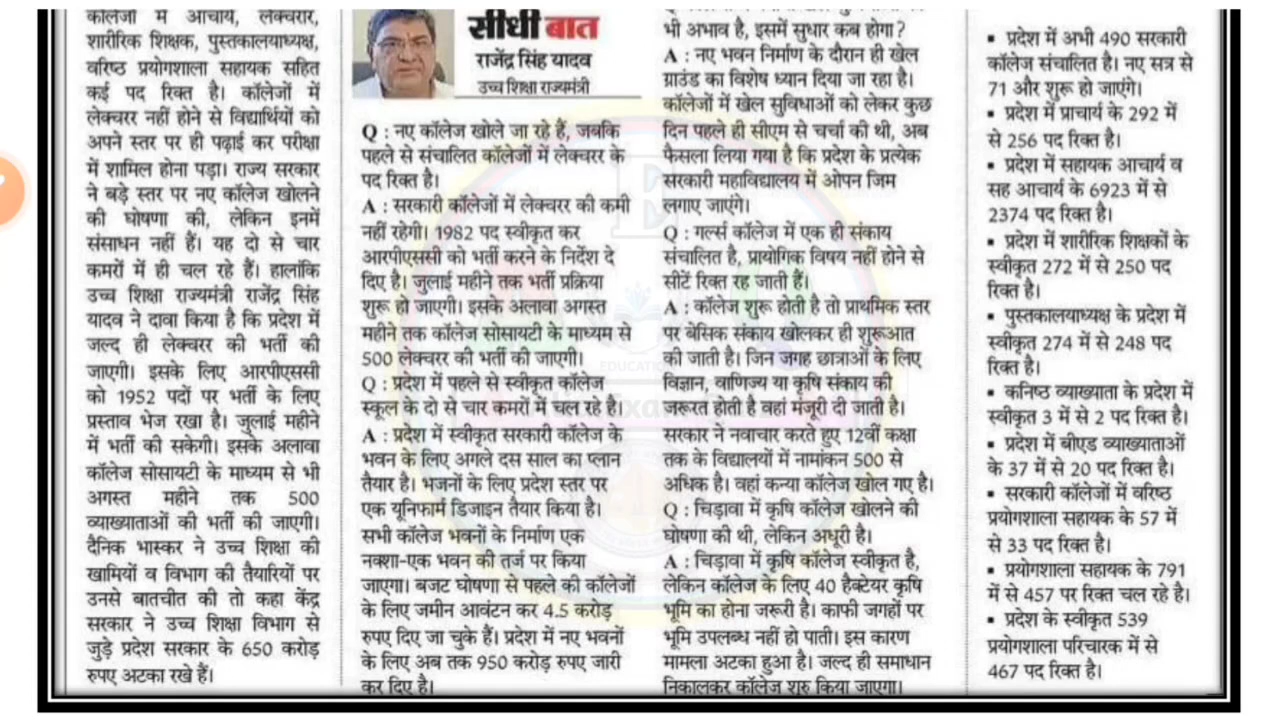 कॉलेजों में आचार्य, लेक्चरार,
शारीरिक शिक्षक, पुस्तकालयाध्यक्ष,
वरिष्ठ प्रयोगशाला सहायक सहित
कई पद रिक्त है। कॉलेजों में
लेक्चरर नहीं होने से विद्यार्थियों को
अपने स्तर पर ही पढ़ाई कर परीक्षा
में शामिल होना पड़ा। राज्य सरकार
ने बड़े स्तर पर नए कॉलेज खोलने
की घोषणा की, लेकिन इनमें
संसाधन नहीं हैं। यह दो से चार
कमरों में ही चल रहे हैं। हालांकि
उच्च शिक्षा राज्यमंत्री राजेंद्र सिंह
यादव ने दावा किया है कि प्रदेश में
जल्द ही लेक्चरर की भर्ती की
जाएगी। इसके लिए आरपीएससी
को 1952 पदों पर भर्ती के लिए
प्रस्ताव भेज रखा है। जुलाई महीने
में भर्ती की सकेगी। इसके अलावा
कॉलेज सोसायटी के माध्यम से भी
अगस्त महीने तक 500
व्याख्याताओं की भर्ती की जाएगी।
दैनिक भास्कर ने उच्च शिक्षा की
खामियों व विभाग की तैयारियों पर
उनसे बातचीत की तो कहा केंद्र
सरकार ने उच्च शिक्षा विभाग से
जुड़े प्रदेश सरकार के 650 करोड़
रुपए अटका रखे हैं।
सीधी बात
राजेंद्र सिंह यादव
उच्च शिक्षा राज्यमंत्री
Q : नए कॉलेज खोले जा रहे हैं, जबकि
पहले से संचालित कॉलेजों में लेक्चरर के
पद रिक्त है।
A : सरकारी कॉलेजों में लेक्चरर की कमी
नहीं रहेगी। 1982 पद स्वीकृत कर
आरपीएससी को भर्ती करने के निर्देश दे
दिए है। जुलाई महीने तक भर्ती प्रक्रिया
शुरू हो जाएगी। इसके अलावा अगस्त
महीने तक कॉलेज सोसायटी के माध्यम से
500 लेक्चरर की भर्ती की जाएगी।
Q : प्रदेश में पहले से स्वीकृत कॉलेज
स्कूल के दो से चार कमरों में चल रहे है।
A : प्रदेश में स्वीकृत सरकारी कॉलेज के
भवन के लिए अगले दस साल का प्लान
तैयार है। भजनों के लिए प्रदेश स्तर पर
एक यूनिफार्म डिजाइन तैयार किया है।
सभी कॉलेज भवनों के निर्माण एक
नक्शा-एक भवन की तर्ज पर किया
जाएगा। बजट घोषणा से पहले की कॉलेजों
के लिए जमीन आवंटन कर 4.5 करोड़
रुपए दिए जा चुके हैं। प्रदेश में नए भवनों
के लिए अब तक 950 करोड़ रुपए जारी
कर दिए है।
भी अभाव है, इसमें सुधार कब होगा?
A : नए भवन निर्माण के दौरान ही खेल
ग्राउंड का विशेष ध्यान दिया जा रहा है।
कॉलेजों में खेल सुविधाओं को लेकर कुछ
दिन पहले ही सीएम से चर्चा की थी, अब
फैसला लिया गया है कि प्रदेश के प्रत्येक
सरकारी महाविद्यालय में ओपन जिम
लगाए जाएंगे।
Q : गर्ल्स कॉलेज में एक ही संकाय
संचालित है, प्रायोगिक विषय नहीं होने से
सीटें रिक्त रह जाती हैं।
A : कॉलेज शुरू होती है तो प्राथमिक स्तर
पर बेसिक संकाय खोलकर ही शुरूआत
की जाती है। जिन जगह छात्राओं के लिए
विज्ञान, वाणिज्य या कृषि संकाय की
जरूरत होती है वहां मंजूरी दी जाती है।
सरकार ने नवाचार करते हुए 12वीं कक्षा
तक के विद्यालयों में नामांकन 500 से
अधिक है। वहां कन्या कॉलेज खोल गए है।
Q : चिड़ावा में कृषि कॉलेज खोलने की
घोषणा की थी, लेकिन अधूरी है।
A : चिड़ावा में कृषि कॉलेज स्वीकृत है,
लेकिन कॉलेज के लिए 40 हैक्टेयर कृषि
भूमि का होना जरूरी है। काफी जगहों पर
भूमि उपलब्ध नहीं हो पाती। इस कारण
मामला अटका हुआ है। जल्द ही समाधान
निकालकर कॉलेज शुरु किया जाएगा।
▪ प्रदेश में अभी 490 सरकारी
कॉलेज संचालित है। नए सत्र से
71 और शुरू हो जाएंगे।
▪ प्रदेश में प्राचार्य के 292 में
से 256 पद रिक्त है।
▪ प्रदेश में सहायक आचार्य व
सह आचार्य के 6923 में से
2374 पद रिक्त है।
▪ प्रदेश में शारीरिक शिक्षकों के
स्वीकृत 272 में से 250 पद
रिक्त है।
▪ पुस्तकालयाध्यक्ष के प्रदेश में
स्वीकृत 274 में से 248 पद
रिक्त है।
▪ कनिष्ठ व्याख्याता के प्रदेश में
स्वीकृत 3 में से 2 पद रिक्त है।
▪ प्रदेश में बीएड व्याख्याताओं
के 37 में से 20 पद रिक्त है।
▪ सरकारी कॉलेजों में वरिष्ठ
प्रयोगशाला सहायक के 57 में
से 33 पद रिक्त है।
▪ प्रयोगशाला सहायक के 791
में से 457 पर रिक्त चल रहे है।
▪ प्रदेश के स्वीकृत 539
प्रयोगशाला परिचारक में से
467 पद रिक्त है।
EDUCATION